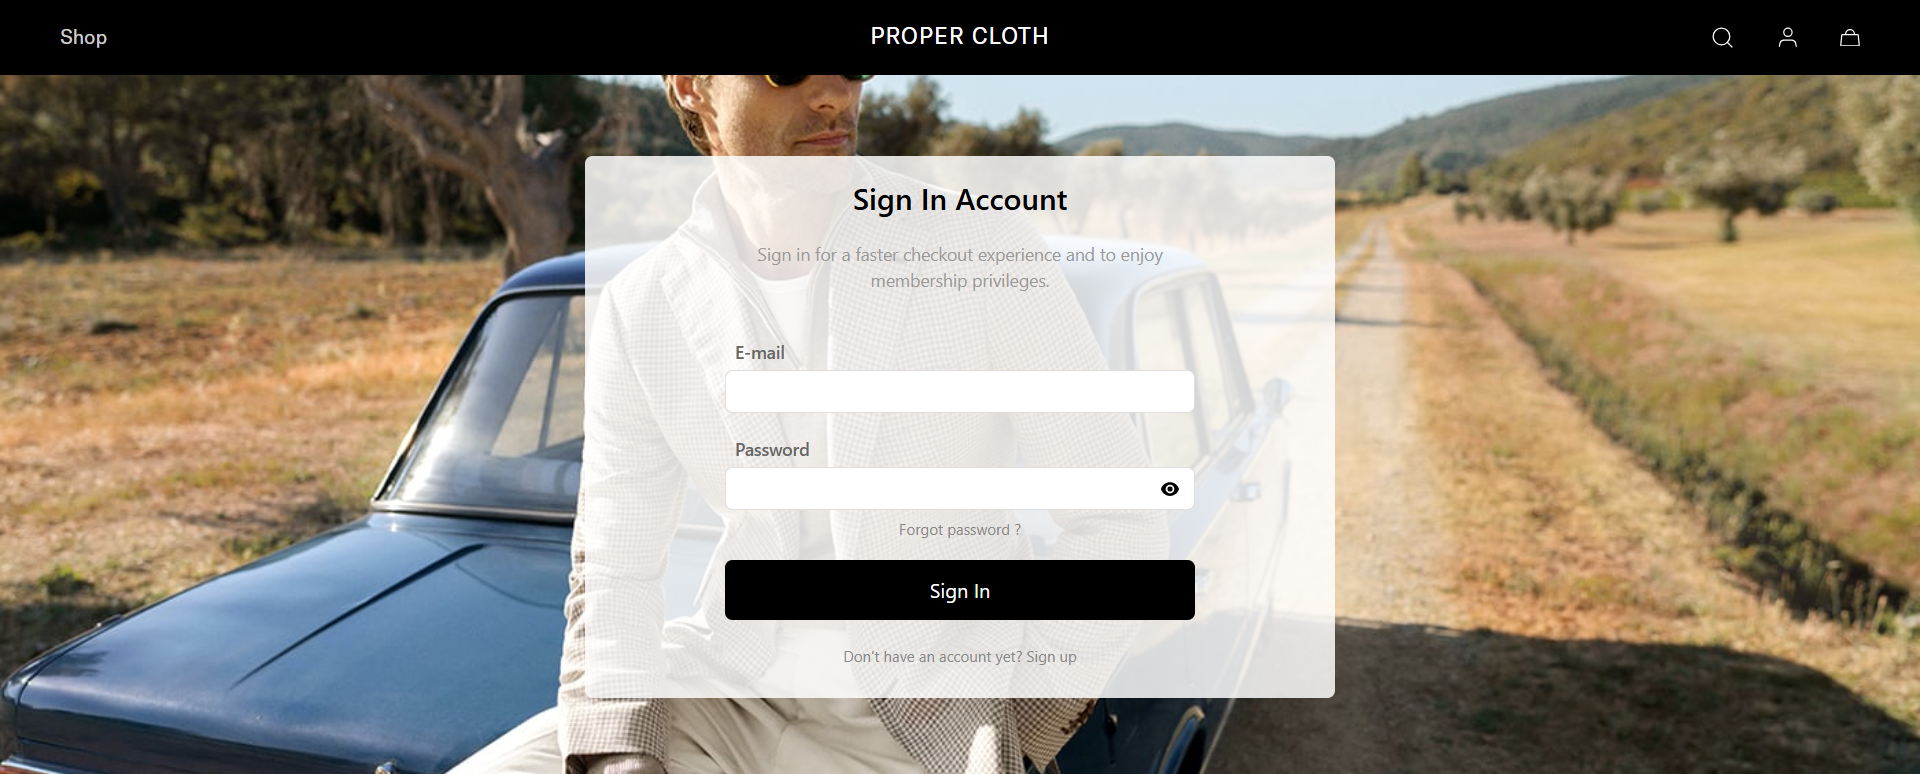 Shop
PROPER CLOTH
Sign In Account
Sign in for a faster checkout experience and to enjoy
membership privileges.
E-mail
Password
Forgot password ?
Sign In
Don't have an account yet? Sign up